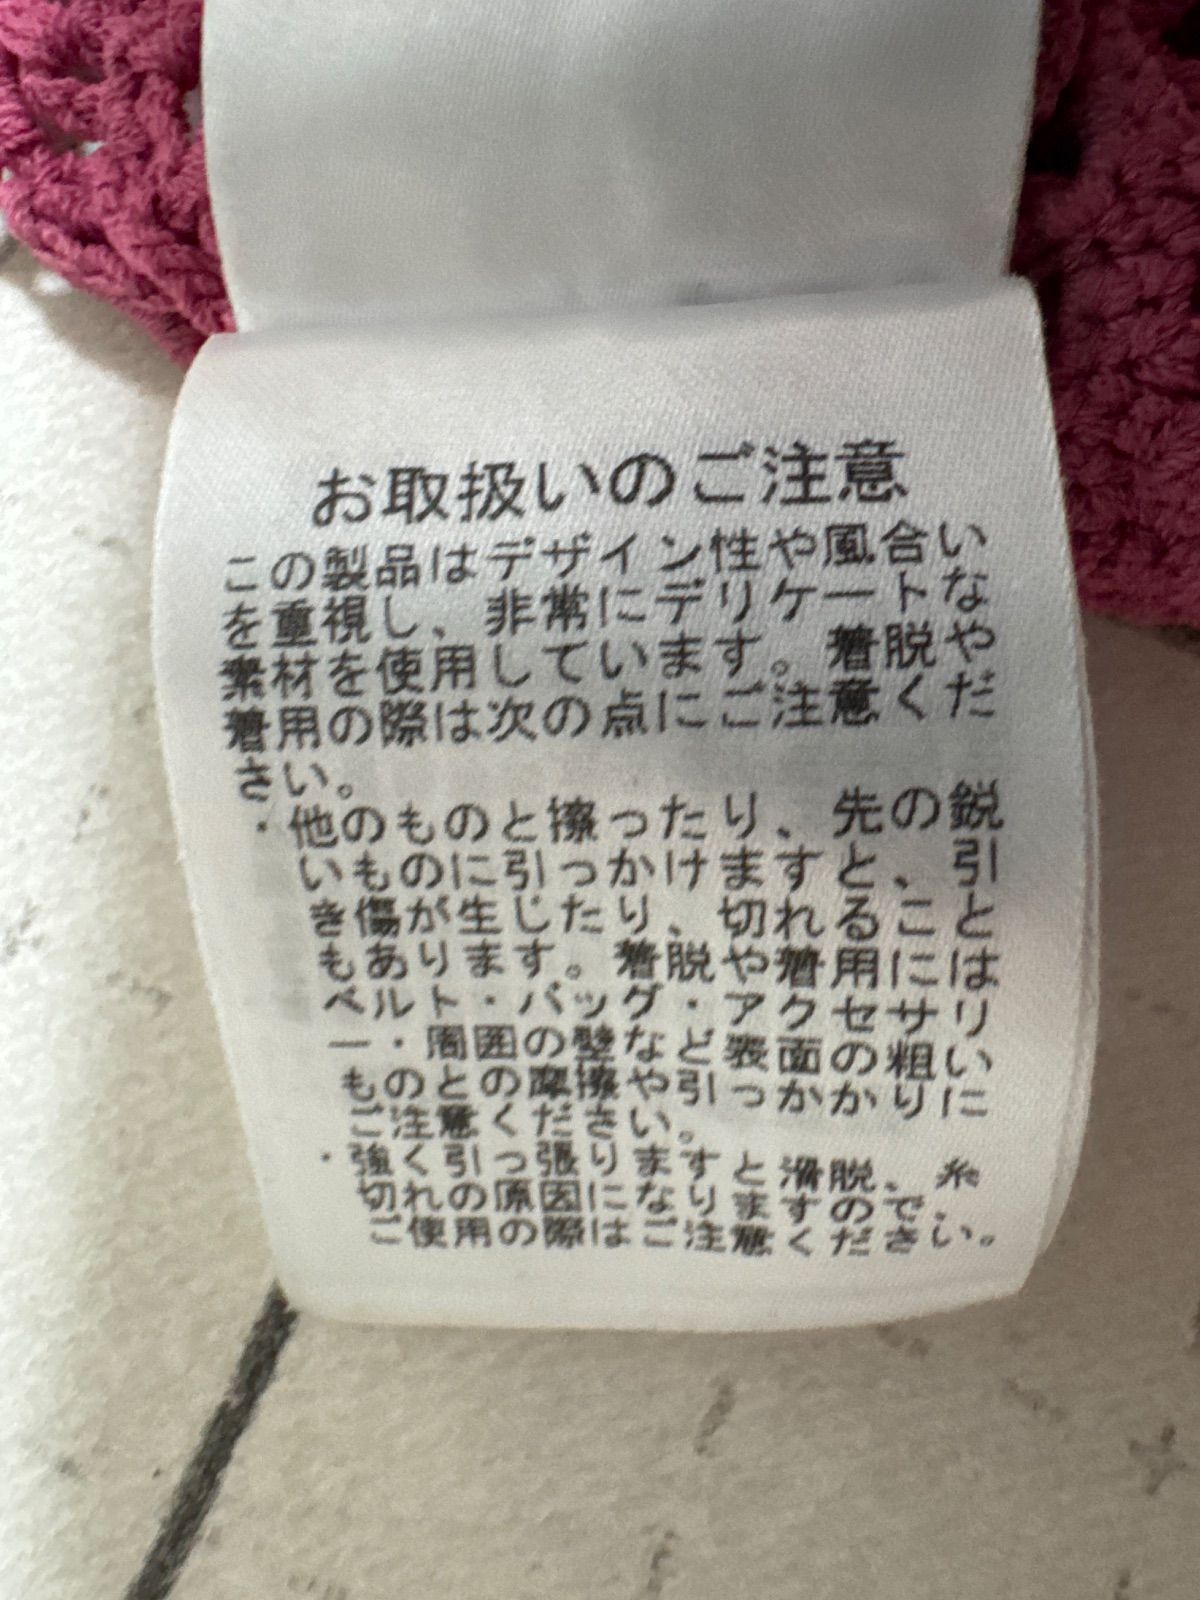 お取扱いのご注意
この製品はデザイン性や風合い
を重視し、非常にデリケートな
素材を使用しています。着脱や
着用の際は次の点にご注意くだ
さい。
・他のものと擦ったり、先の鋭
いものに引っかけますと、引
き傷が生じたり、切れること
もあります。着脱や着用には
ベルト・バッグ・アクセサリ
ー・周囲の壁など表面の粗い
ものとの摩擦や引っかかりに
ご注意ください。
・強く引っ張りますと滑脱、糸
切れの原因になりますので、
ご使用の際はご注意ください。